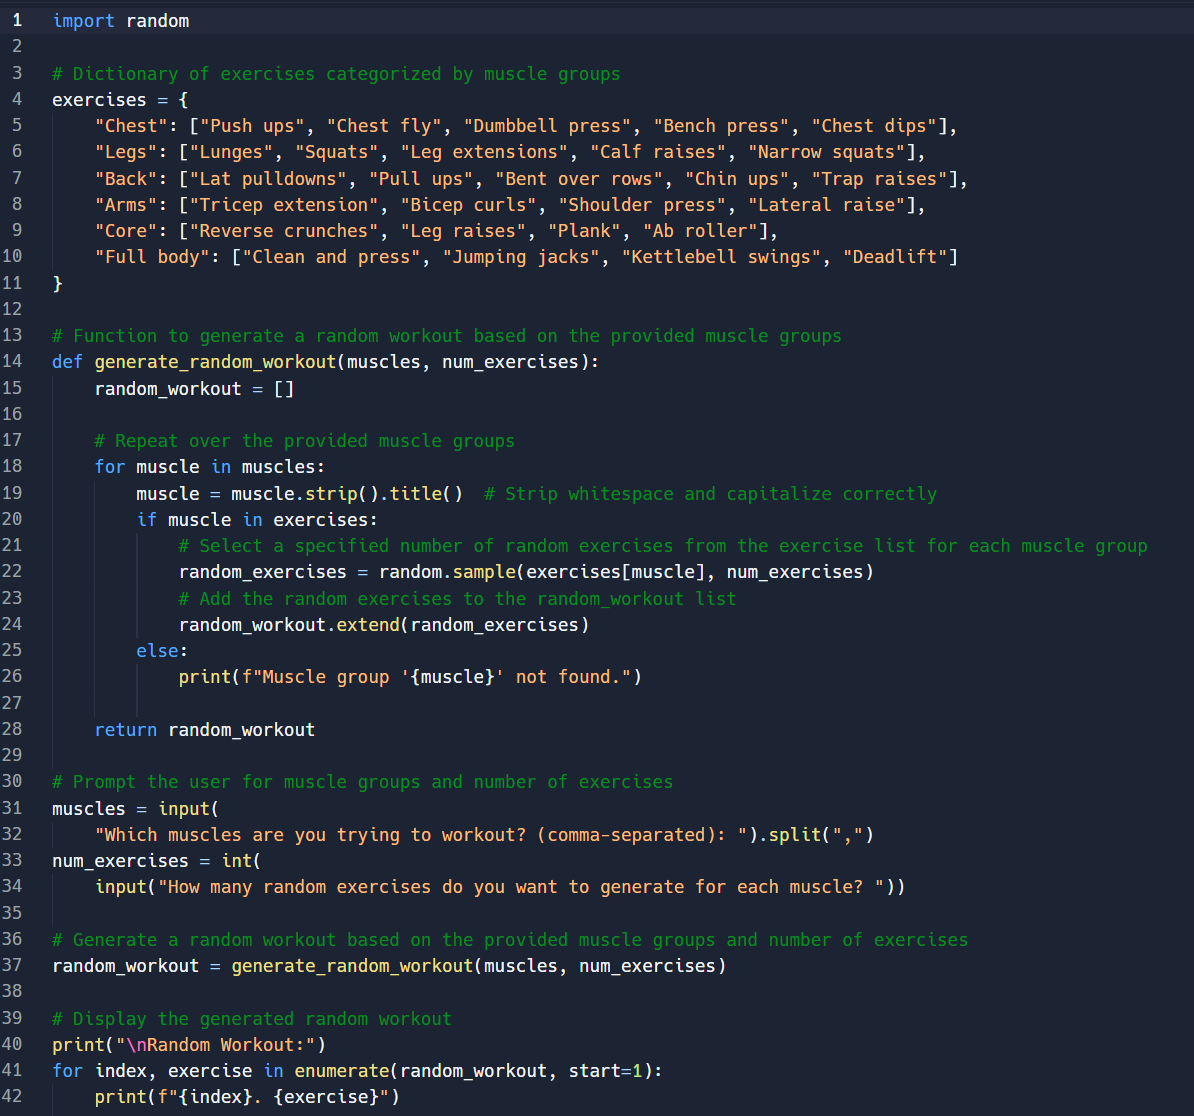 1 import random
2
3 # Dictionary of exercises categorized by muscle groups
4 exercises = {
5     "Chest": ["Push ups", "Chest fly", "Dumbbell press", "Bench press", "Chest dips"],
6     "Legs": ["Lunges", "Squats", "Leg extensions", "Calf raises", "Narrow squats"],
7     "Back": ["Lat pulldowns", "Pull ups", "Bent over rows", "Chin ups", "Trap raises"],
8     "Arms": ["Tricep extension", "Bicep curls", "Shoulder press", "Lateral raise"],
9     "Core": ["Reverse crunches", "Leg raises", "Plank", "Ab roller"],
10     "Full body": ["Clean and press", "Jumping jacks", "Kettlebell swings", "Deadlift"]
11 }
12
13 # Function to generate a random workout based on the provided muscle groups
14 def generate_random_workout(muscles, num_exercises):
15     random_workout = []
16
17     # Repeat over the provided muscle groups
18     for muscle in muscles:
19         muscle = muscle.strip().title()  # Strip whitespace and capitalize correctly
20         if muscle in exercises:
21             # Select a specified number of random exercises from the exercise list for each muscle group
22             random_exercises = random.sample(exercises[muscle], num_exercises)
23             # Add the random exercises to the random_workout list
24             random_workout.extend(random_exercises)
25         else:
26             print(f"Muscle group '{muscle}' not found.")
27
28     return random_workout
29
30 # Prompt the user for muscle groups and number of exercises
31 muscles = input(
32     "Which muscles are you trying to workout? (comma-separated): ").split(",")
33 num_exercises = int(
34     input("How many random exercises do you want to generate for each muscle? "))
35
36 # Generate a random workout based on the provided muscle groups and number of exercises
37 random_workout = generate_random_workout(muscles, num_exercises)
38
39 # Display the generated random workout
40 print("\nRandom Workout:")
41 for index, exercise in enumerate(random_workout, start=1):
42     print(f"{index}. {exercise}")